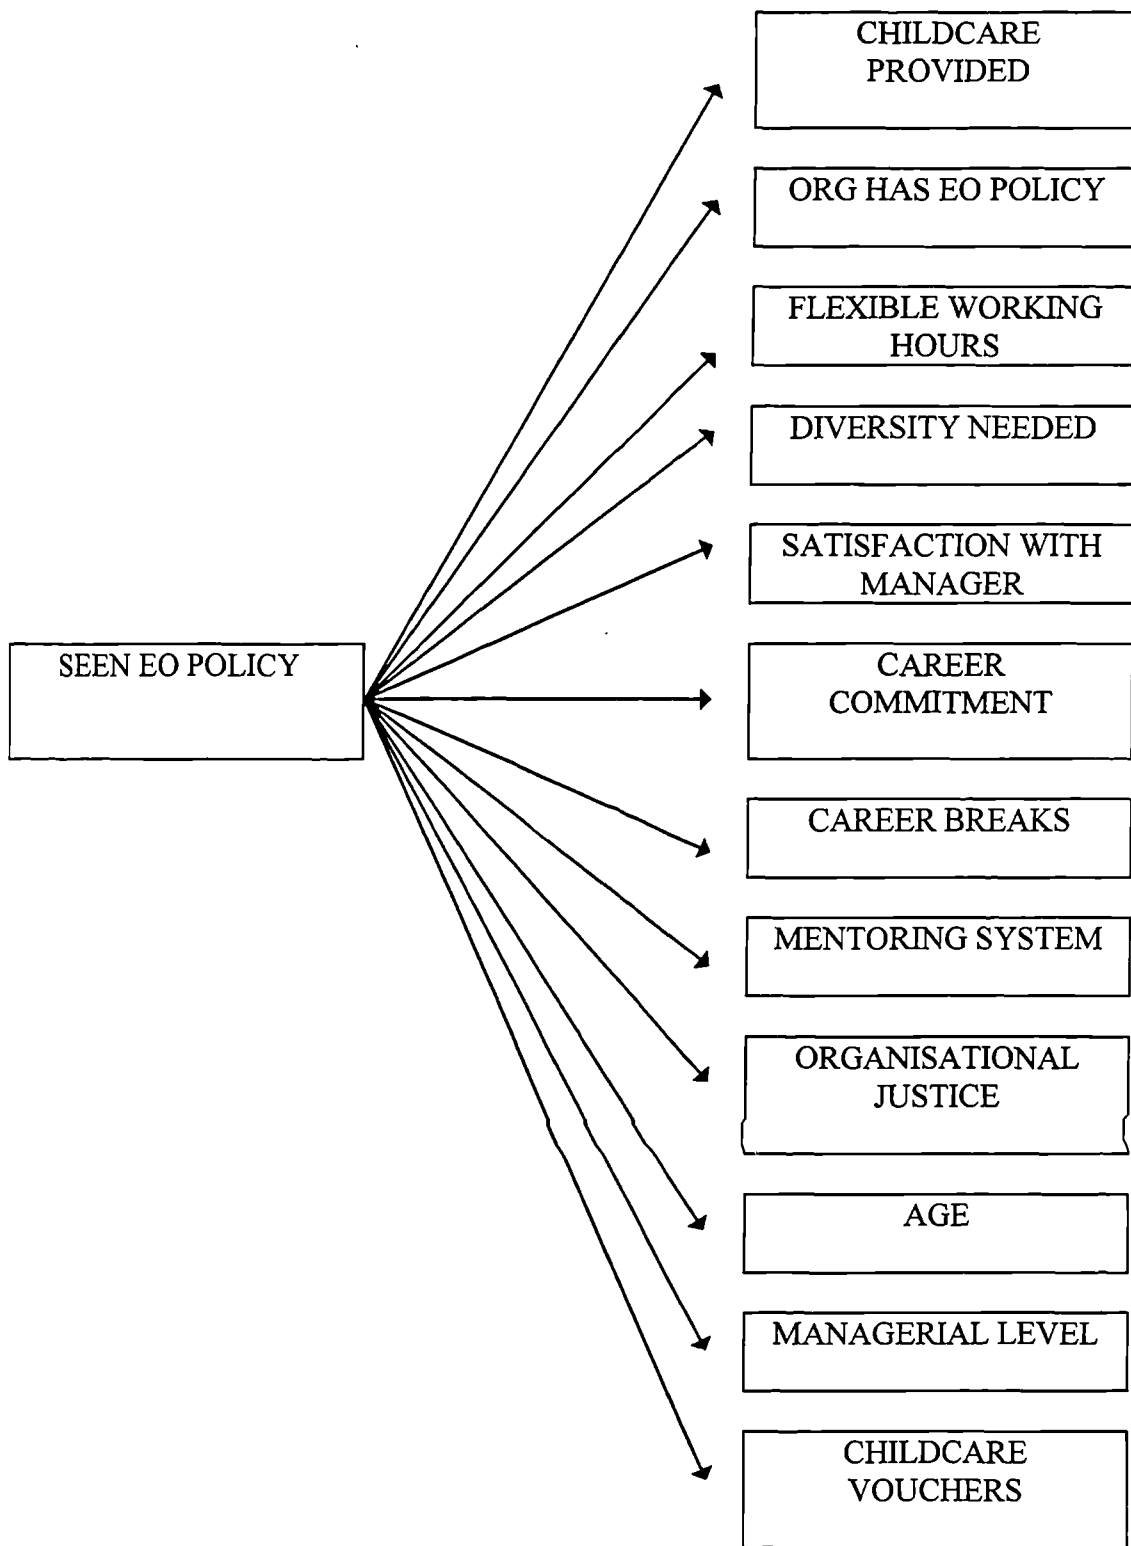 CHILDCARE
PROVIDED
ORG HAS EO POLICY
FLEXIBLE WORKING
HOURS
DIVERSITY NEEDED
SATISFACTION WITH
MANAGER
SEEN EO POLICY
CAREER
COMMITMENT
CAREER BREAKS
MENTORING SYSTEM
ORGANISATIONAL
JUSTICE
AGE
MANAGERIAL LEVEL
CHILDCARE
VOUCHERS